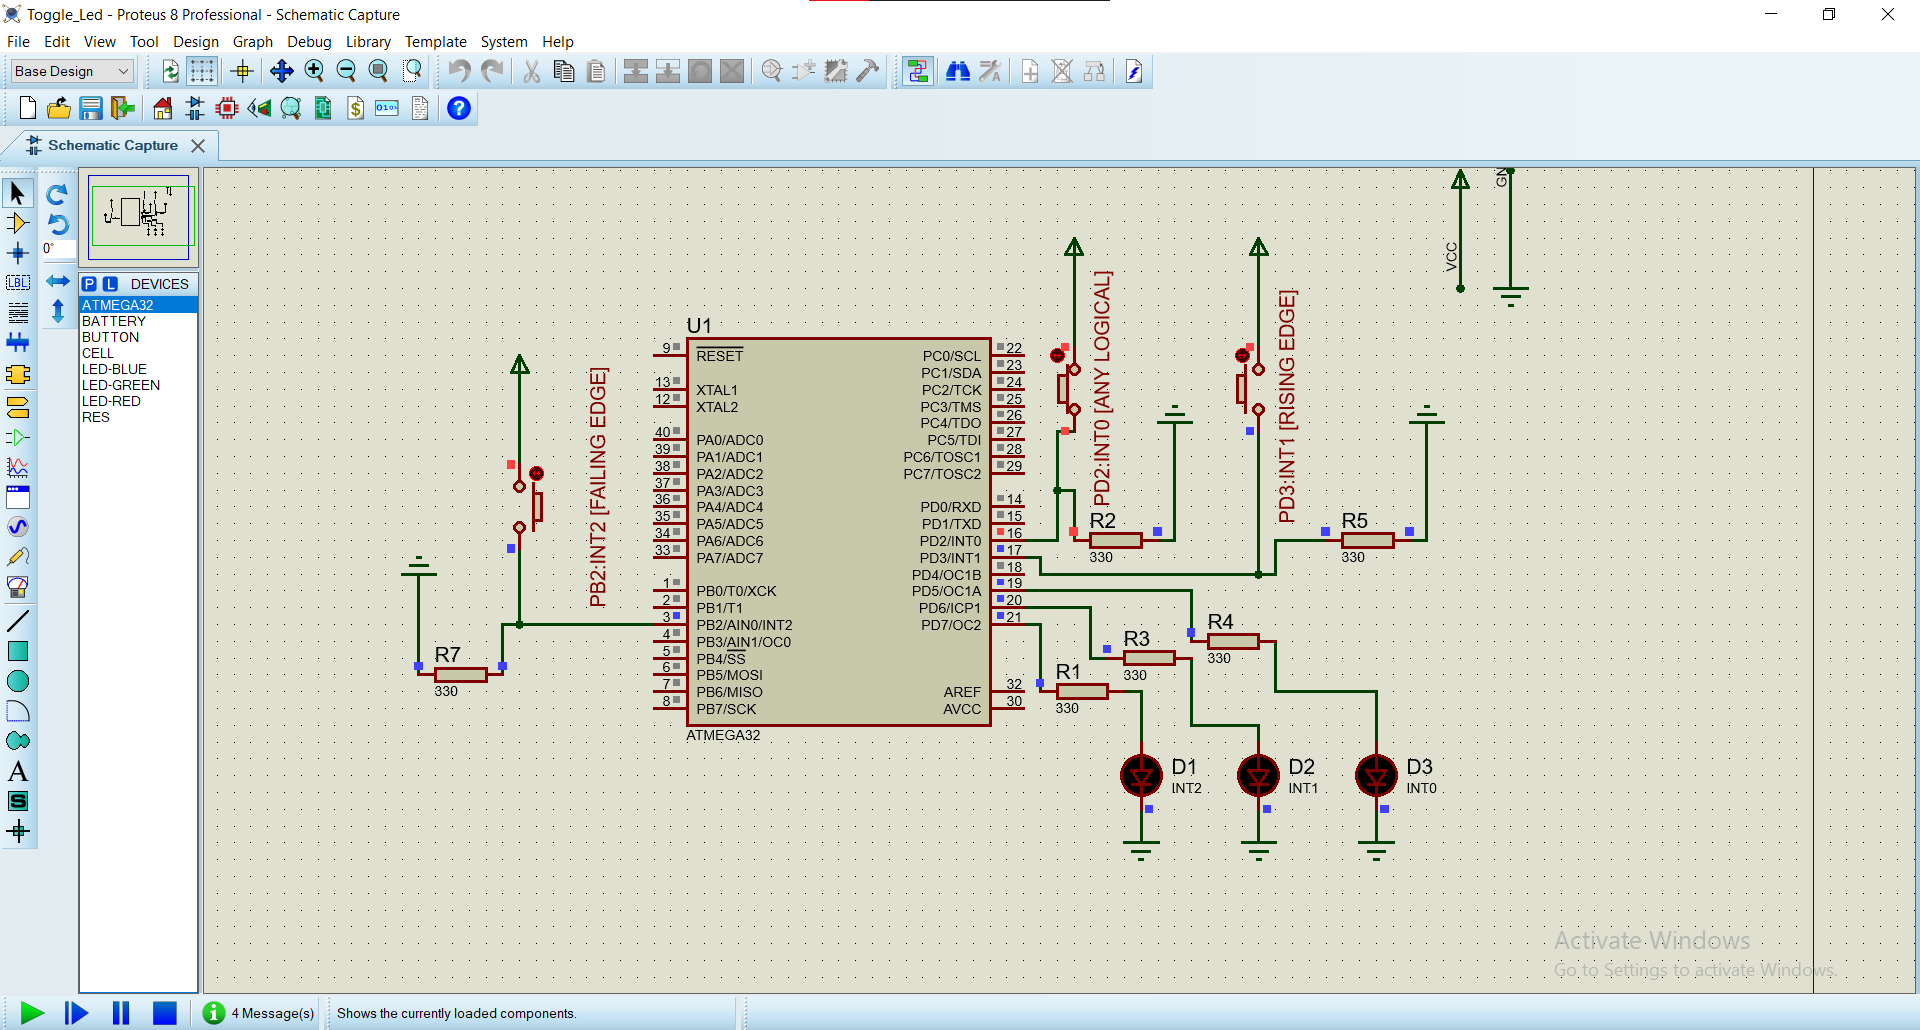 Toggle_Led - Proteus 8 Professional - Schematic Capture
File Edit View Tool Design Graph Debug Library Template System Help
Base Design
Schematic Capture
0°
LBL
P L DEVICES
ATMEGA32
BATTERY
BUTTON
CELL
LED-BLUE
LED-GREEN
LED-RED
RES
A
S
VCC
GN
U1
9 RESET
13 XTAL1
12 XTAL2
40 PA0/ADC0
39 PA1/ADC1
38 PA2/ADC2
37 PA3/ADC3
36 PA4/ADC4
35 PA5/ADC5
34 PA6/ADC6
33 PA7/ADC7
1 PB0/T0/XCK
2 PB1/T1
3 PB2/AIN0/INT2
4 PB3/AIN1/OC0
5 PB4/SS
6 PB5/MOSI
7 PB6/MISO
8 PB7/SCK
PC0/SCL 22
PC1/SDA 23
PC2/TCK 24
PC3/TMS 25
PC4/TDO 26
PC5/TDI 27
PC6/TOSC1 28
PC7/TOSC2 29
PD0/RXD 14
PD1/TXD 15
PD2/INT0 16
PD3/INT1 17
PD4/OC1B 18
PD5/OC1A 19
PD6/ICP1 20
PD7/OC2 21
AREF 32
AVCC 30
ATMEGA32
PB2:INT2 [FAILING EDGE]
PD2:INT0 [ANY LOGICAL]
PD3:INT1 [RISING EDGE]
R2
330
R5
330
R7
330
R4
330
R3
330
R1
330
D1
INT2
D2
INT1
D3
INT0
Activate Windows
Go to Settings to activate Windows.
4 Message(s)
Shows the currently loaded components.